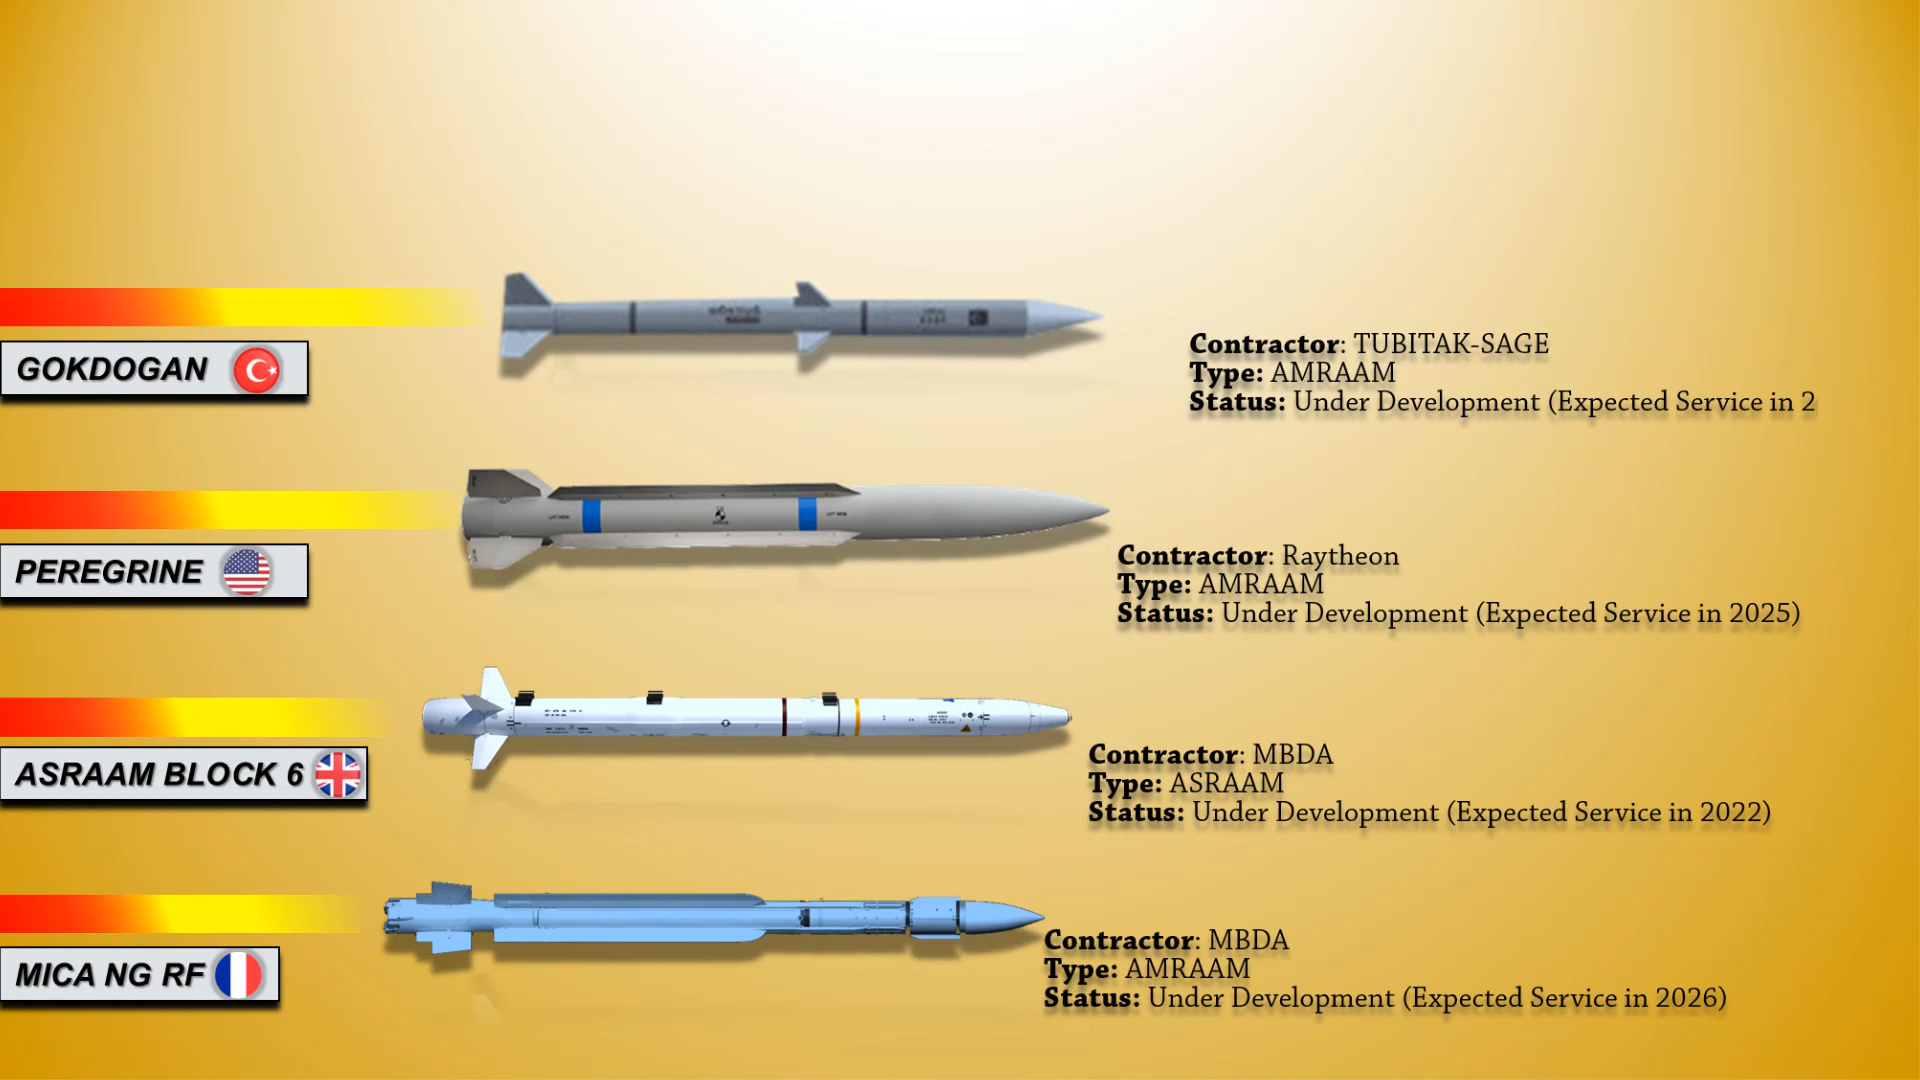 GOKDOGAN
Contractor: TUBITAK-SAGE
Type: AMRAAM
Status: Under Development (Expected Service in 2
PEREGRINE
Contractor: Raytheon
Type: AMRAAM
Status: Under Development (Expected Service in 2025)
ASRAAM BLOCK 6
Contractor: MBDA
Type: ASRAAM
Status: Under Development (Expected Service in 2022)
MICA NG RF
Contractor: MBDA
Type: AMRAAM
Status: Under Development (Expected Service in 2026)